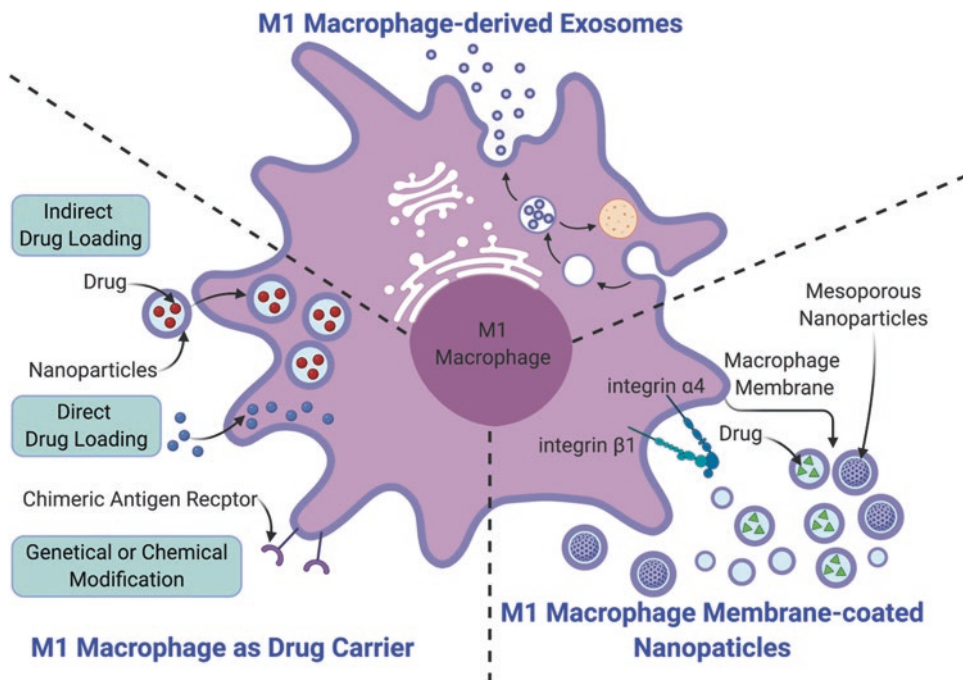 M1 Macrophage-derived Exosomes
Indirect
Drug Loading
Drug
Nanoparticles
Direct
Drug Loading
Chimeric Antigen Recptor
Genetical or Chemical
Modification
M1 Macrophage as Drug Carrier
M1
Macrophage
Mesoporous
Nanoparticles
Macrophage
Membrane
integrin α4
Drug
integrin β1
M1 Macrophage Membrane-coated
Nanopaticles